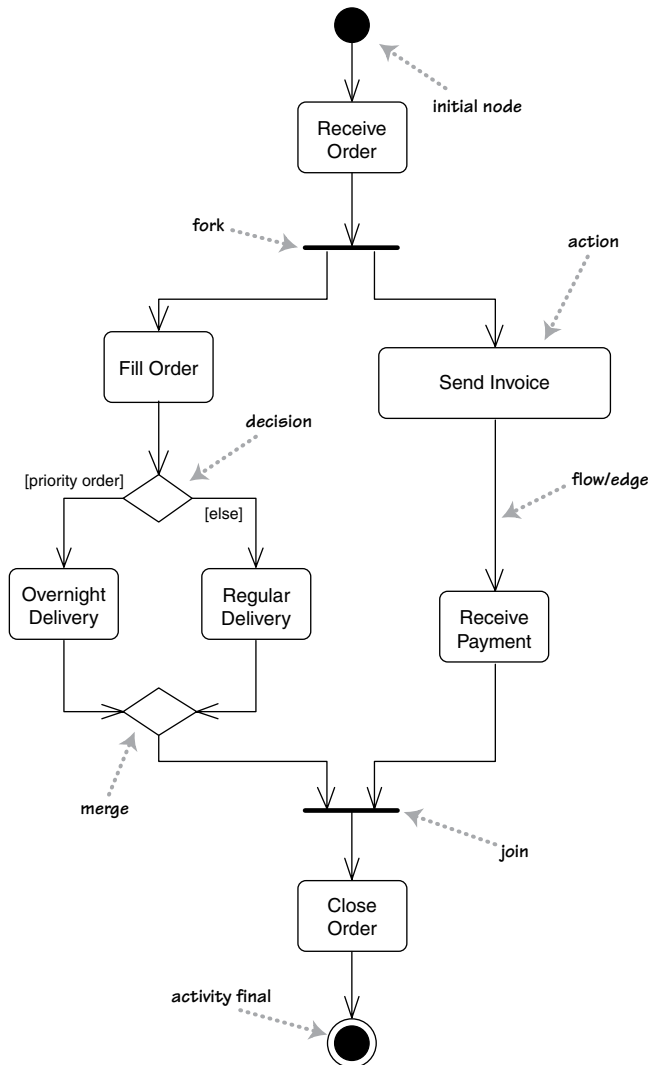 initial node
Receive
Order
fork
action
Fill Order
Send Invoice
decision
[priority order]
[else]
flow/edge
Overnight
Delivery
Regular
Delivery
Receive
Payment
merge
join
Close
Order
activity final